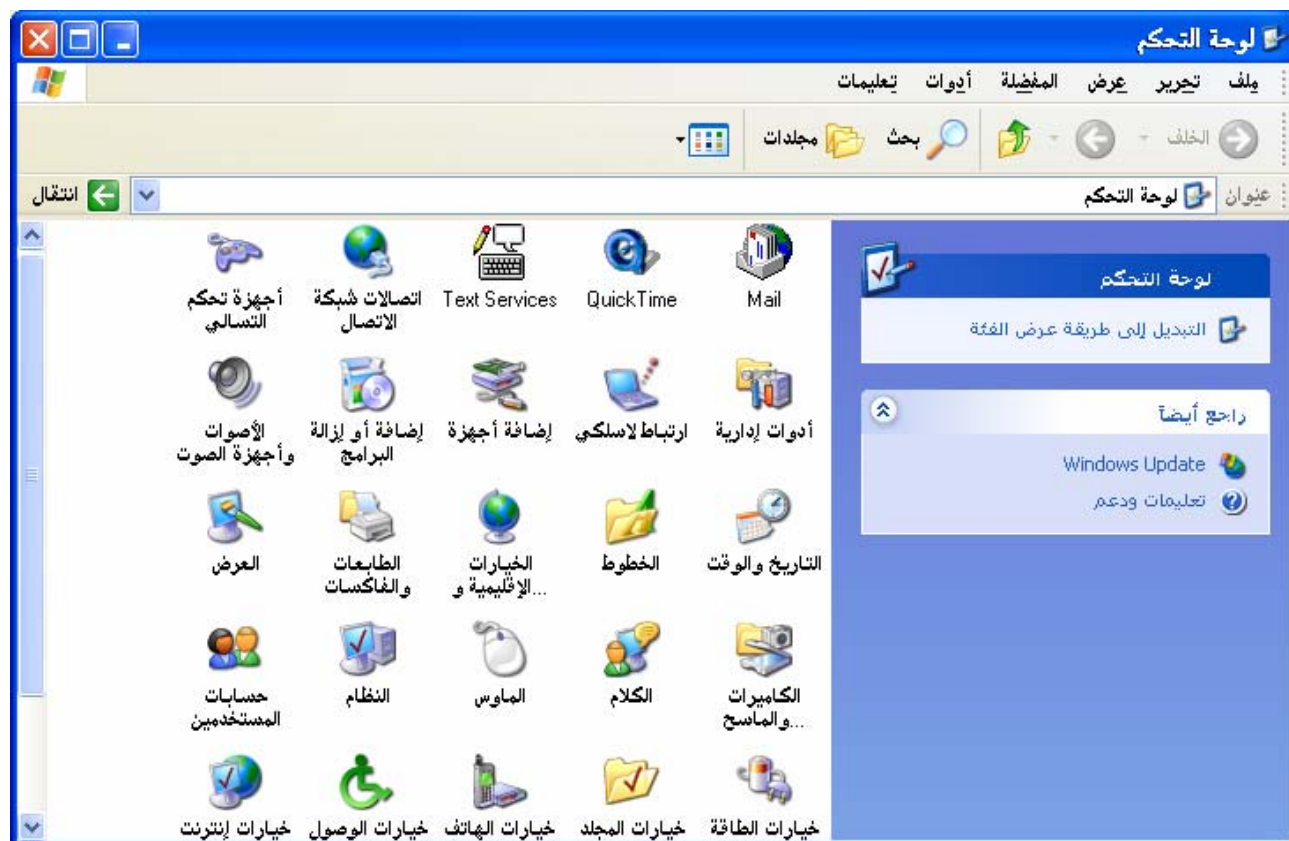 لوحة التحكم
ملف تحرير عرض المفضلة أدوات تعليمات
الخلف بحث مجلدات
عنوان لوحة التحكم انتقال
لوحة التحكم
التبديل إلى طريقة عرض الفئة
راجع أيضاً
Windows Update
تعليمات ودعم
Mail
QuickTime
Text Services
اتصالات شبكة
الاتصال
أجهزة تحكم
التسالي
أدوات إدارية
ارتباط لاسلكي
إضافة أجهزة
إضافة أو إزالة
البرامج
الأصوات
وأجهزة الصوت
التاريخ والوقت
الخطوط
الخيارات
الإقليمية و...
الطابعات
والفاكسات
العرض
الكاميرات
والماسح...
الكلام
الماوس
النظام
حسابات
المستخدمين
خيارات الطاقة
خيارات المجلد
خيارات الهاتف
خيارات الوصول
خيارات إنترنت